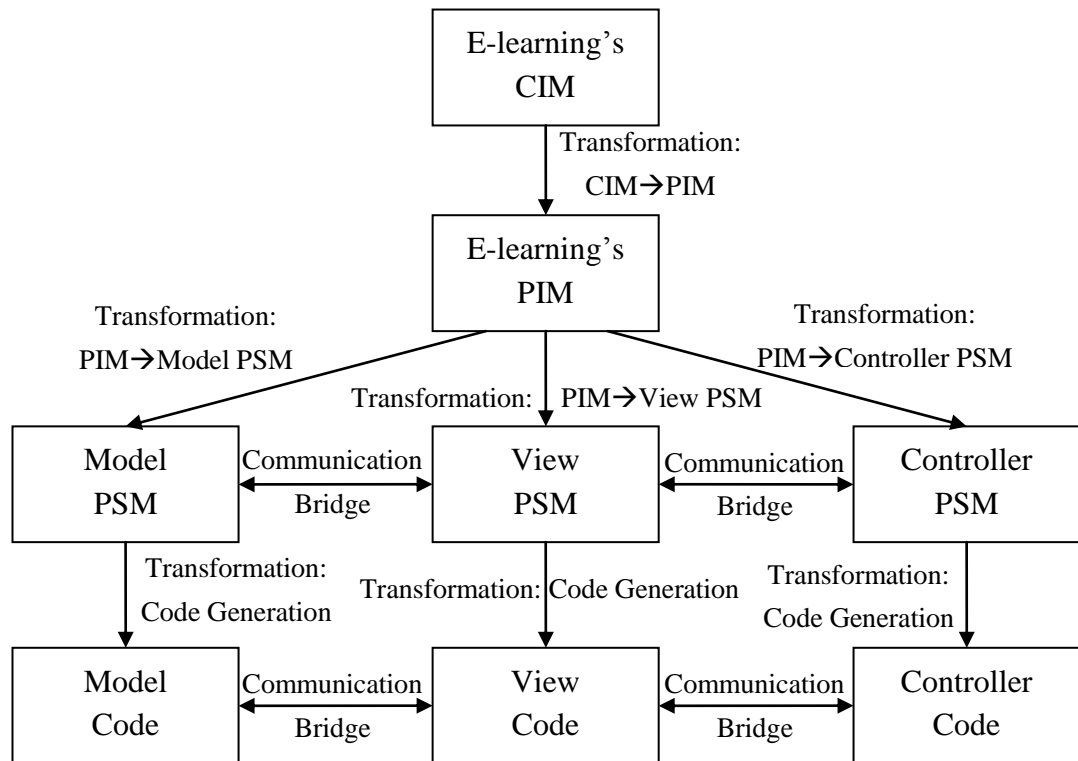 E-learning’s
CIM
Transformation:
CIM→PIM
E-learning’s
PIM
Transformation:
PIM→Model PSM
Transformation:
PIM→Controller PSM
Transformation: PIM→View PSM
Model
PSM
Communication
Bridge
View
PSM
Communication
Bridge
Controller
PSM
Transformation:
Code Generation
Transformation: Code Generation
Transformation:
Code Generation
Model
Code
Communication
Bridge
View
Code
Communication
Bridge
Controller
Code